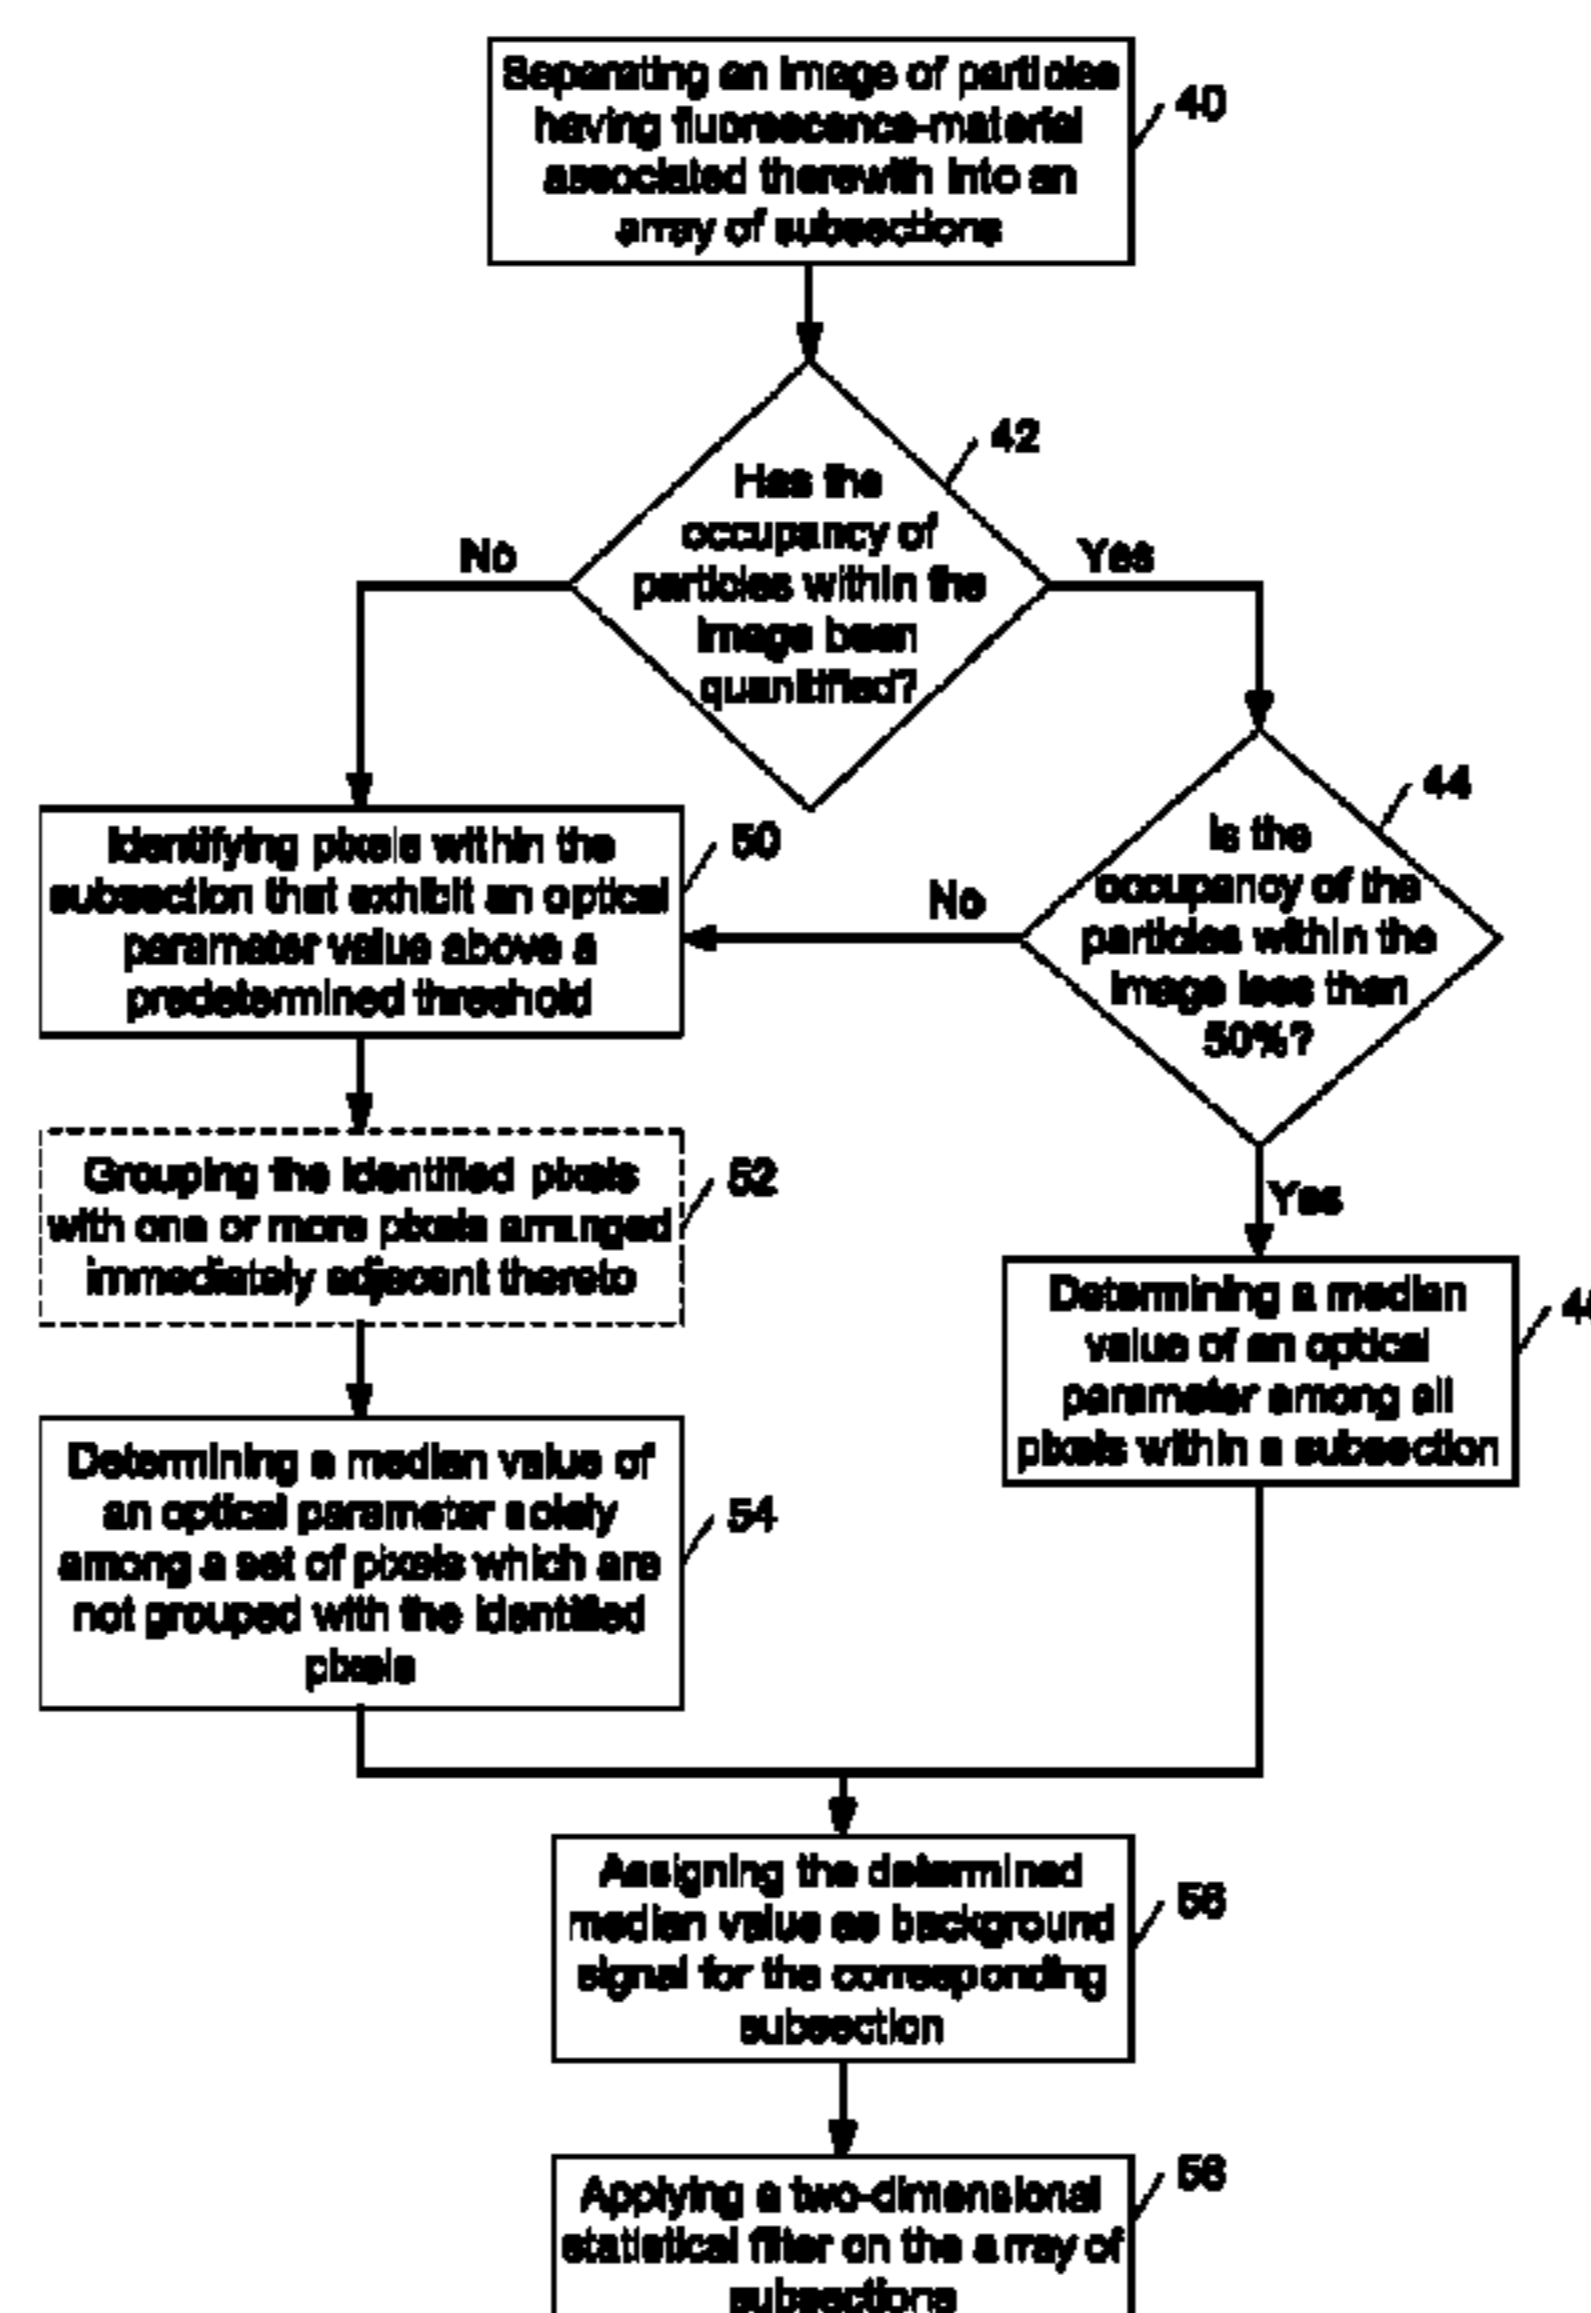 Separating an image of particles
having fluorescence-material
associated therewith into an
array of subsections
40
42
Has the
occupancy of
particles within the
image been
quantified?
No
Yes
44
Is the
occupancy of the
particles within the
image less than
50%?
No
Yes
Identifying pixels within the
subsection that exhibit an optical
parameter value above a
predetermined threshold
50
Grouping the identified pixels
with one or more pixels arranged
immediately adjacent thereto
52
Determining a median
value of an optical
parameter among all
pixels within a subsection
Determining a median value of
an optical parameter solely
among a set of pixels which are
not grouped with the identified
pixels
54
Assigning the determined
median value as background
signal for the corresponding
subsection
Applying a two-dimensional
statistical filter on the array of
subsections